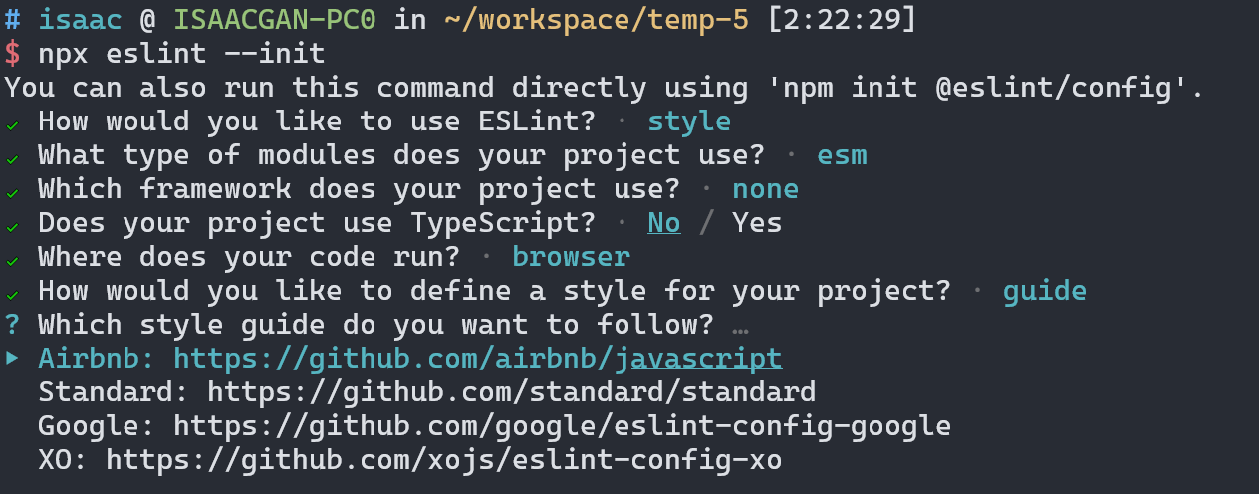 # isaac @ ISAACGAN-PC0 in ~/workspace/temp-5 [2:22:29]
$ npx eslint --init
You can also run this command directly using 'npm init @eslint/config'.
✓ How would you like to use ESLint? · style
✓ What type of modules does your project use? · esm
✓ Which framework does your project use? · none
✓ Does your project use TypeScript? · No / Yes
✓ Where does your code run? · browser
✓ How would you like to define a style for your project? · guide
? Which style guide do you want to follow? …
▸ Airbnb: https://github.com/airbnb/javascript
Standard: https://github.com/standard/standard
Google: https://github.com/google/eslint-config-google
XO: https://github.com/xojs/eslint-config-xo